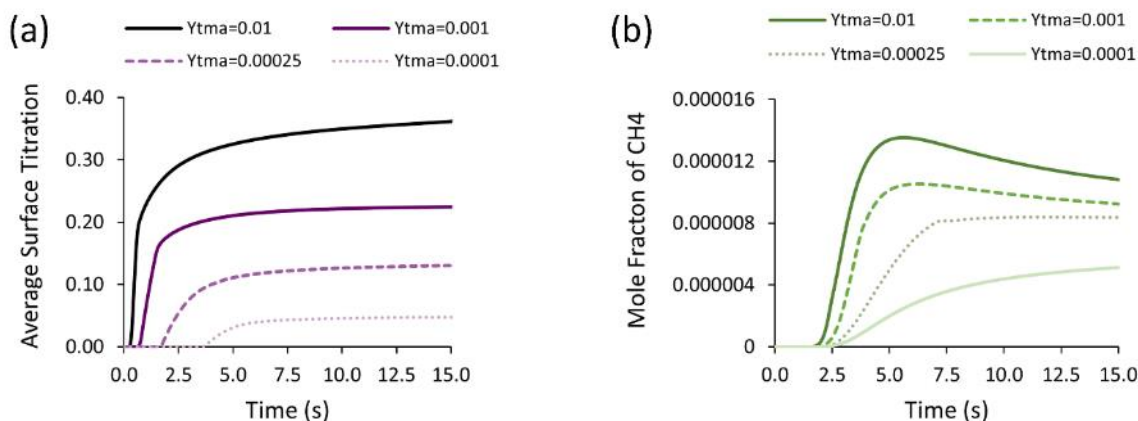 (a)
Ytma=0.01
Ytma=0.001
Ytma=0.00025
Ytma=0.0001
Average Surface Titration
0.40
0.30
0.20
0.10
0.00
0.0 2.5 5.0 7.5 10.0 12.5 15.0
Time (s)
(b)
Ytma=0.01
Ytma=0.001
Ytma=0.00025
Ytma=0.0001
Mole Fracton of CH4
0.000016
0.000012
0.000008
0.000004
0
0.0 2.5 5.0 7.5 10.0 12.5 15.0
Time (s)